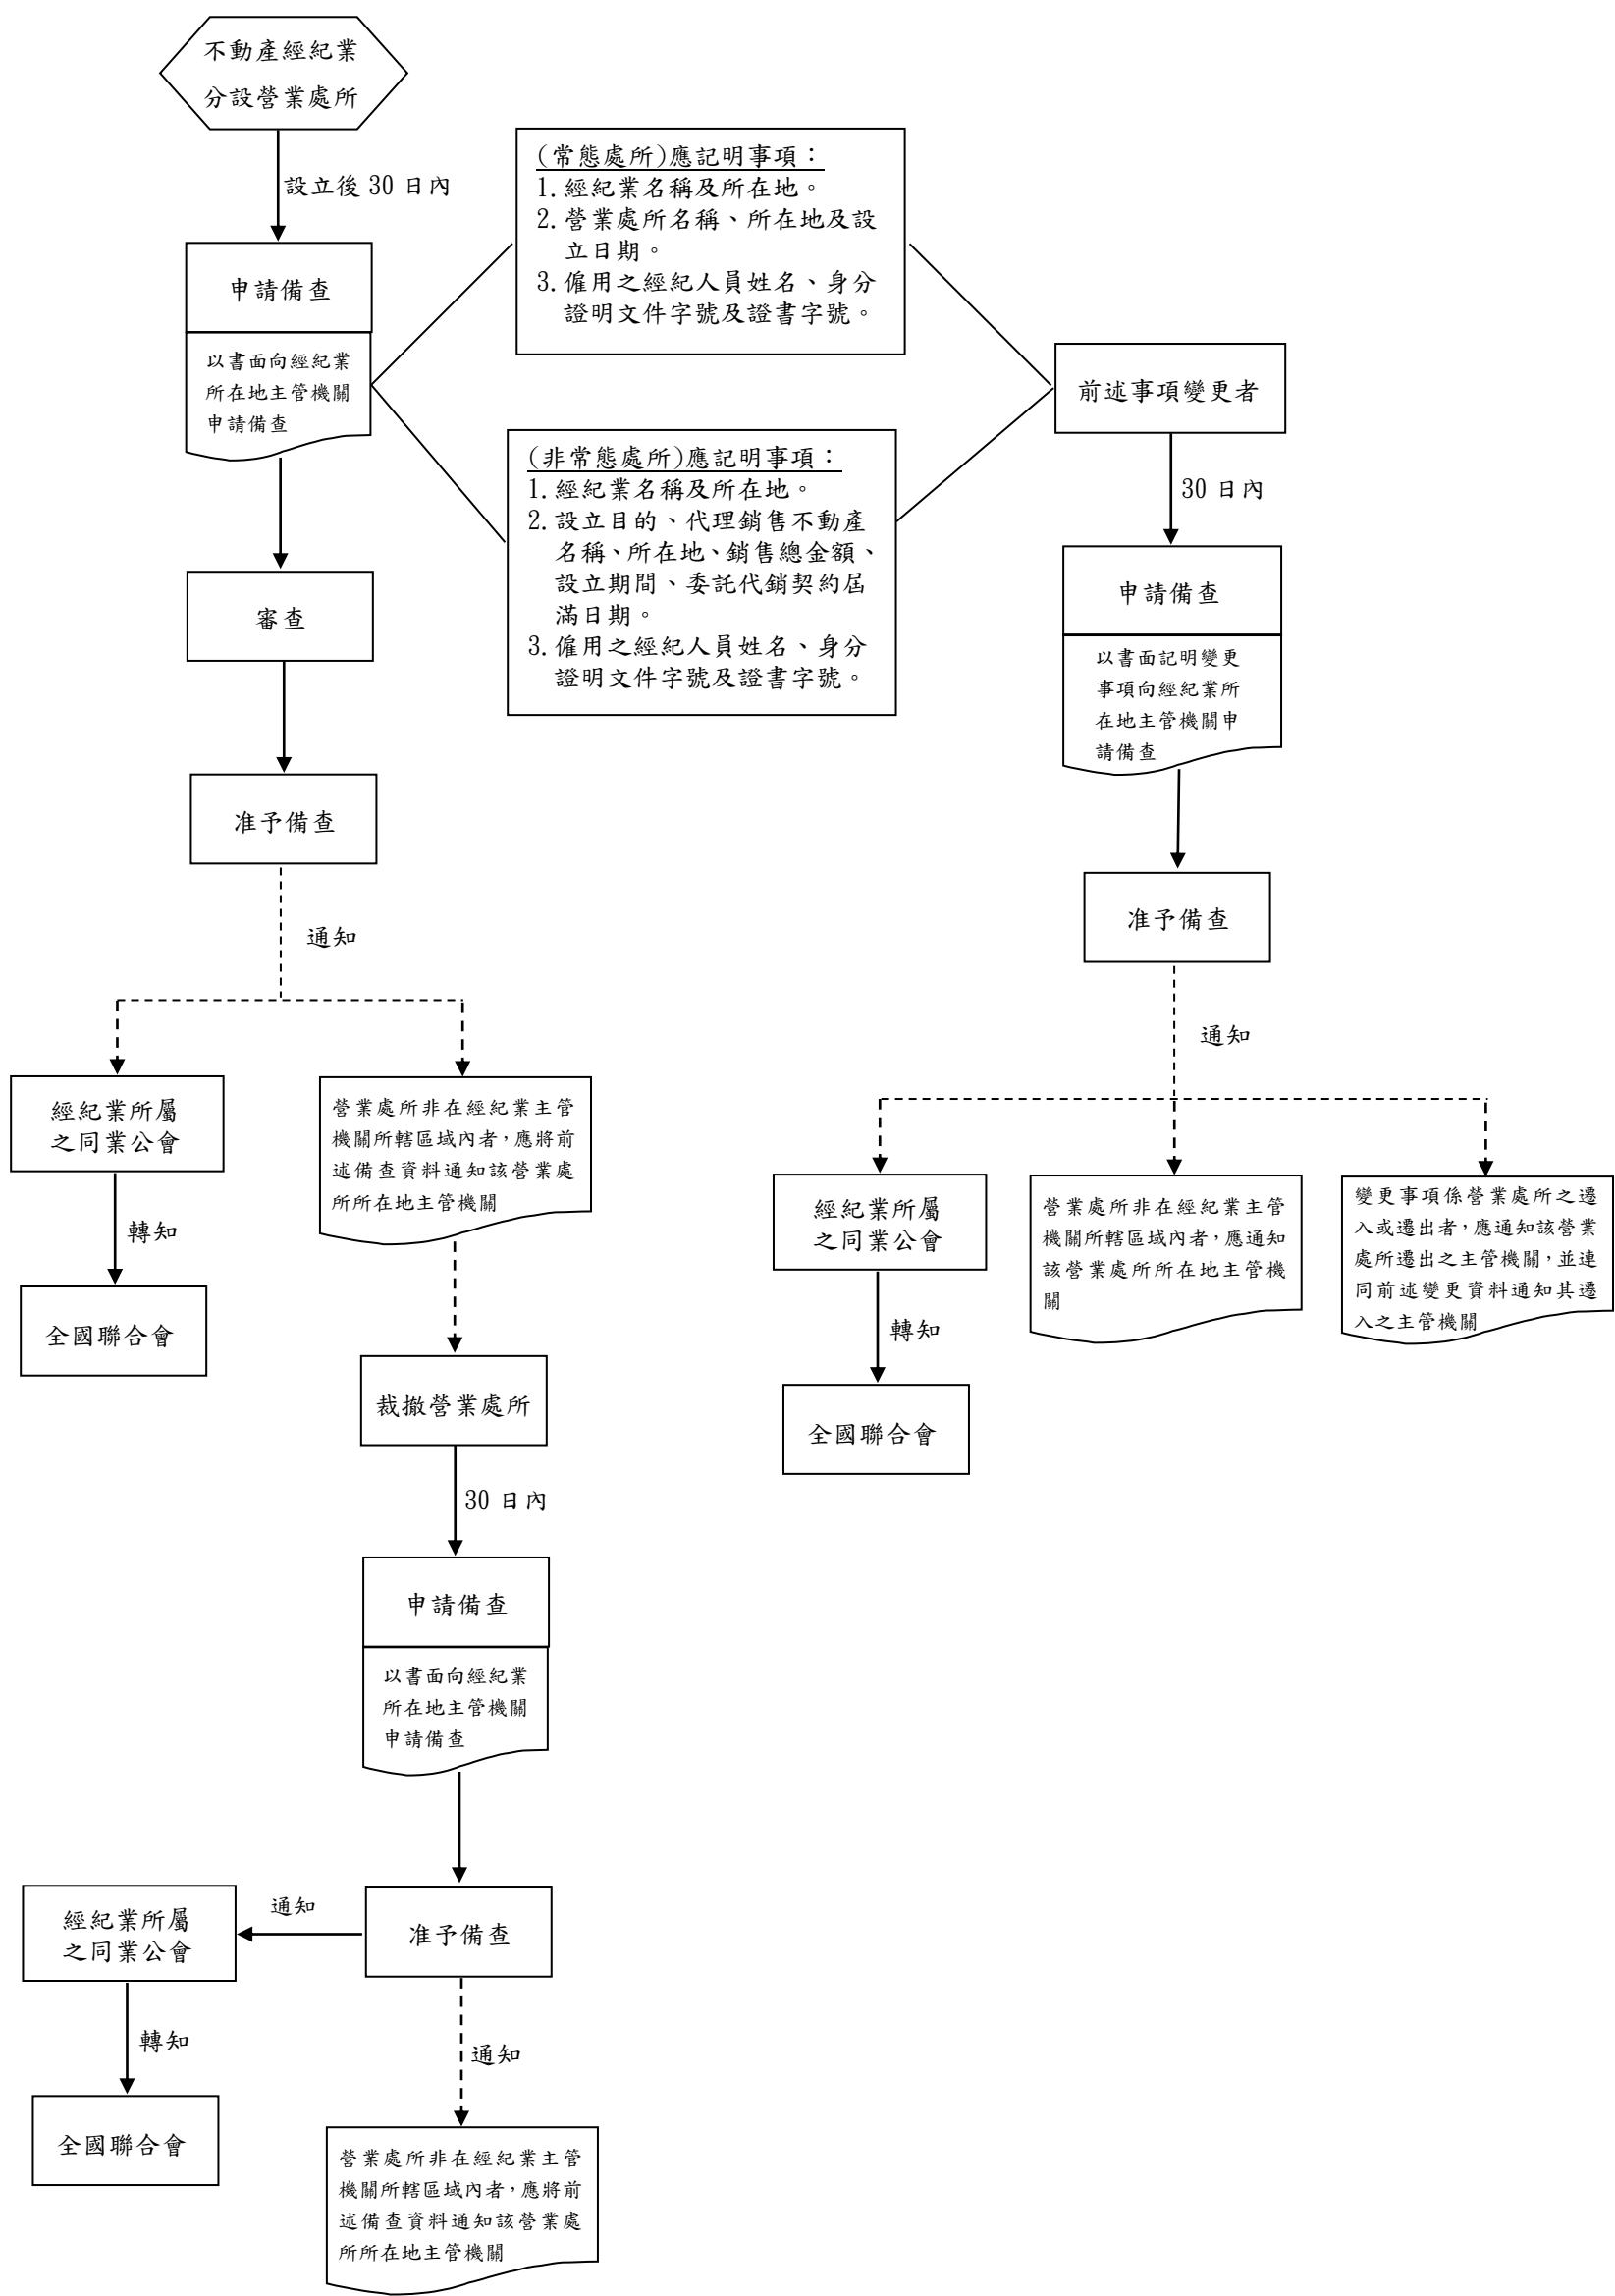 不動產經紀業
分設營業處所
設立後 30 日內
申請備查
以書面向經紀業
所在地主管機關
申請備查
(常態處所)應記明事項：
1. 經紀業名稱及所在地。
2. 營業處所名稱、所在地及設
立日期。
3. 僱用之經紀人員姓名、身分
證明文件字號及證書字號。
(非常態處所)應記明事項：
1. 經紀業名稱及所在地。
2. 設立目的、代理銷售不動產
名稱、所在地、銷售總金額、
設立期間、委託代銷契約屆
滿日期。
3. 僱用之經紀人員姓名、身分
證明文件字號及證書字號。
審查
准予備查
通知
經紀業所屬
之同業公會
轉知
全國聯合會
營業處所非在經紀業主管
機關所轄區域內者，應將前
述備查資料通知該營業處
所所在地主管機關
裁撤營業處所
30 日內
申請備查
以書面向經紀業
所在地主管機關
申請備查
准予備查
通知
經紀業所屬
之同業公會
轉知
全國聯合會
通知
營業處所非在經紀業主管
機關所轄區域內者，應將前
述備查資料通知該營業處
所所在地主管機關
前述事項變更者
30 日內
申請備查
以書面記明變更
事項向經紀業所
在地主管機關申
請備查
准予備查
通知
經紀業所屬
之同業公會
轉知
全國聯合會
營業處所非在經紀業主管
機關所轄區域內者，應通知
該營業處所所在地主管機
關
變更事項係營業處所之遷
入或遷出者，應通知該營業
處所遷出之主管機關，並連
同前述變更資料通知其遷
入之主管機關